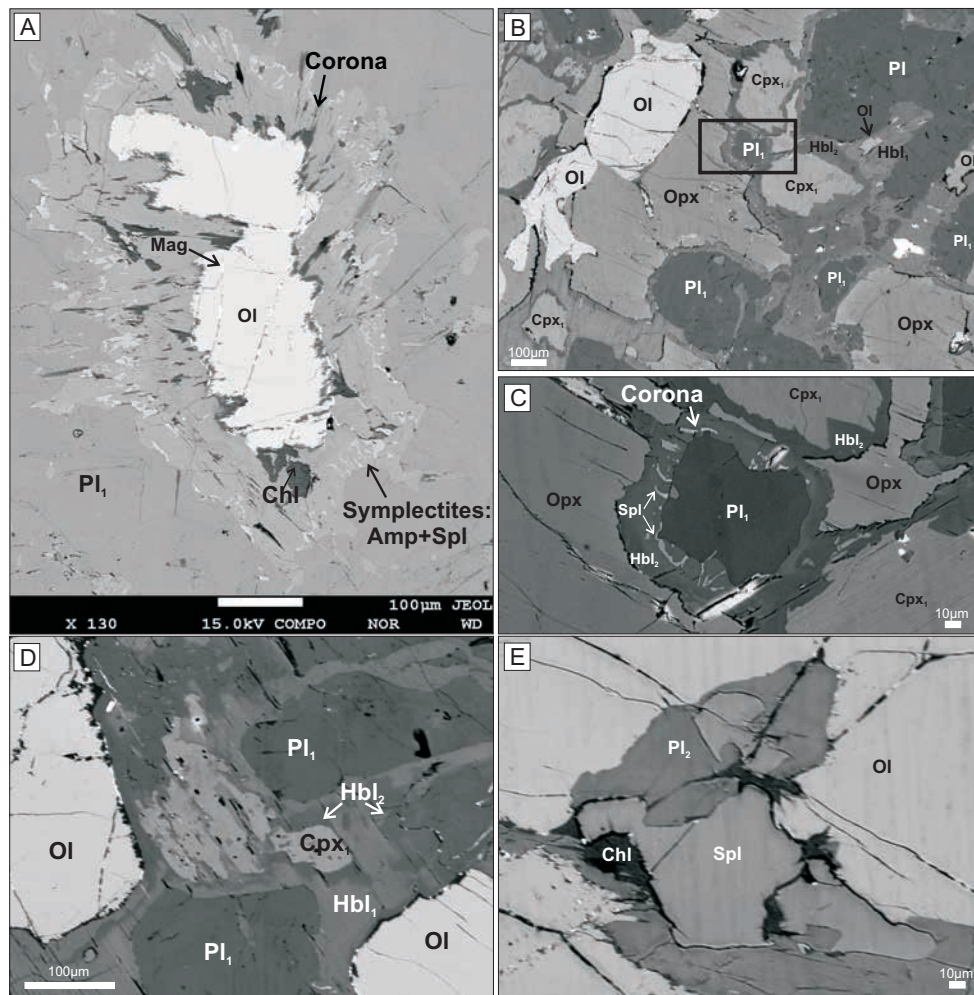 A
Corona
Mag
Ol
Pl₁
Chl
Symplectites:
Amp+Spl
100µm JEOL
X 130 15.0kV COMPO NOR WD
B
Cpx₁
Pl
Ol
Ol
Pl₁
Hbl₂
Hbl₁
Ol
Ol
Cpx₁
Opx
Pl₁
Pl₁
Pl₁
Cpx₁
Opx
100µm
C
Corona
Cpx₁
Hbl₂
Opx
Opx
Spl
Pl₁
Hbl₂
Cpx₁
10µm
D
Pl₁
Hbl₂
Ol
Cpx₁
Hbl₁
Pl₁
Ol
100µm
E
Pl₂
Ol
Chl
Spl
10µm